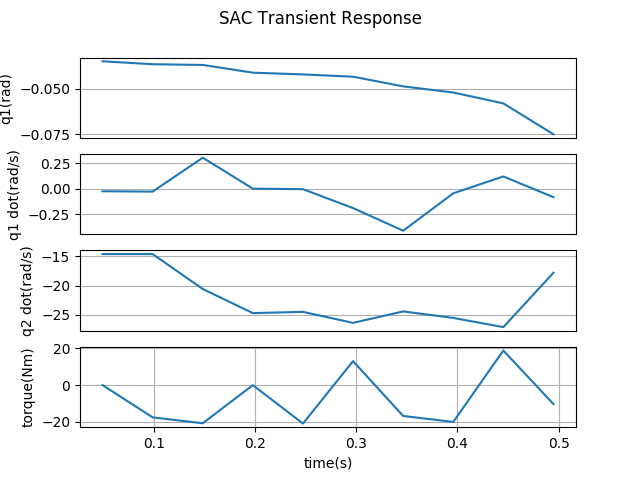 SAC Transient Response
q1(rad)
−0.050
−0.075
q1 dot(rad/s)
0.25
0.00
−0.25
q2 dot(rad/s)
−15
−20
−25
torque(Nm)
20
0
−20
0.1 0.2 0.3 0.4 0.5
time(s)